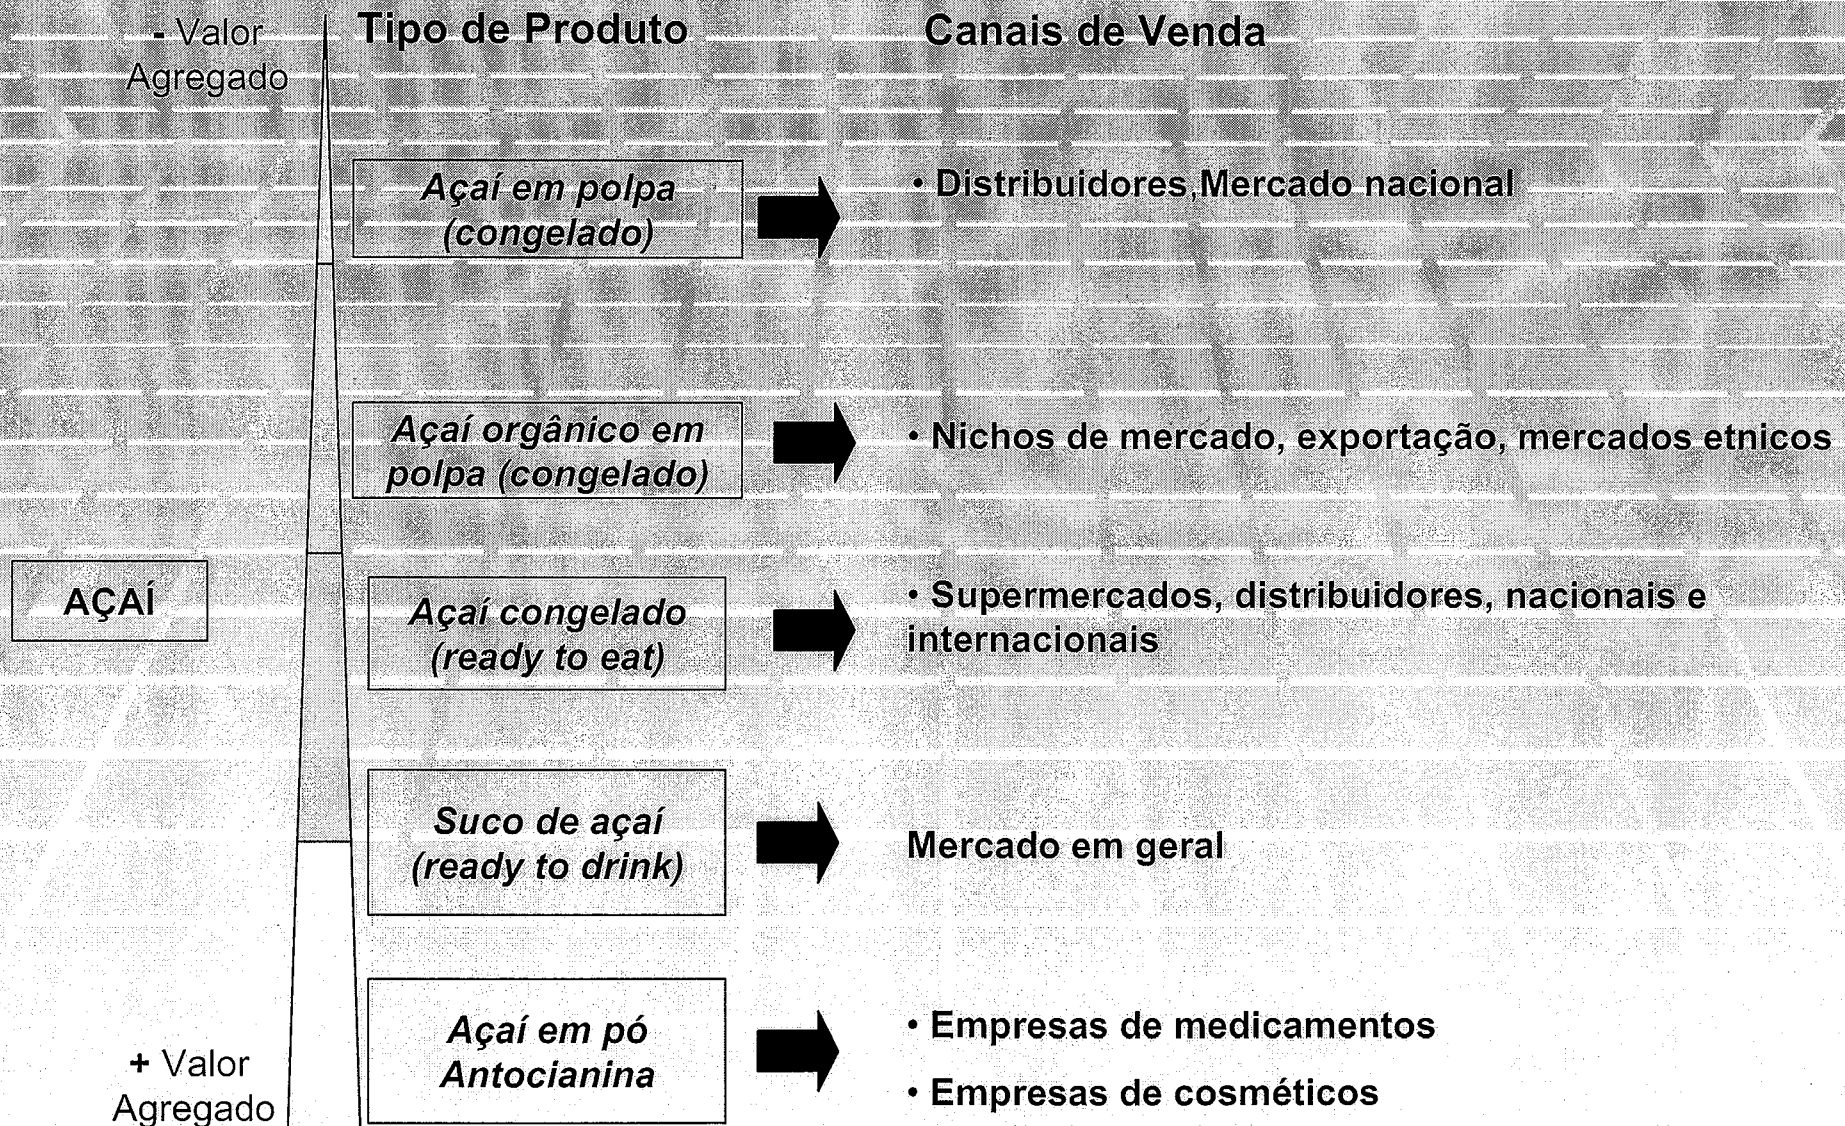 - Valor
Agregado
Tipo de Produto
Canais de Venda
Açaí em polpa
(congelado)
• Distribuidores,Mercado nacional
Açaí orgânico em
polpa (congelado)
• Nichos de mercado, exportação, mercados etnicos
AÇAÍ
Açaí congelado
(ready to eat)
• Supermercados, distribuidores, nacionais e
internacionais
Suco de açaí
(ready to drink)
Mercado em geral
Açaí em pó
Antocianina
• Empresas de medicamentos
• Empresas de cosméticos
+ Valor
Agregado